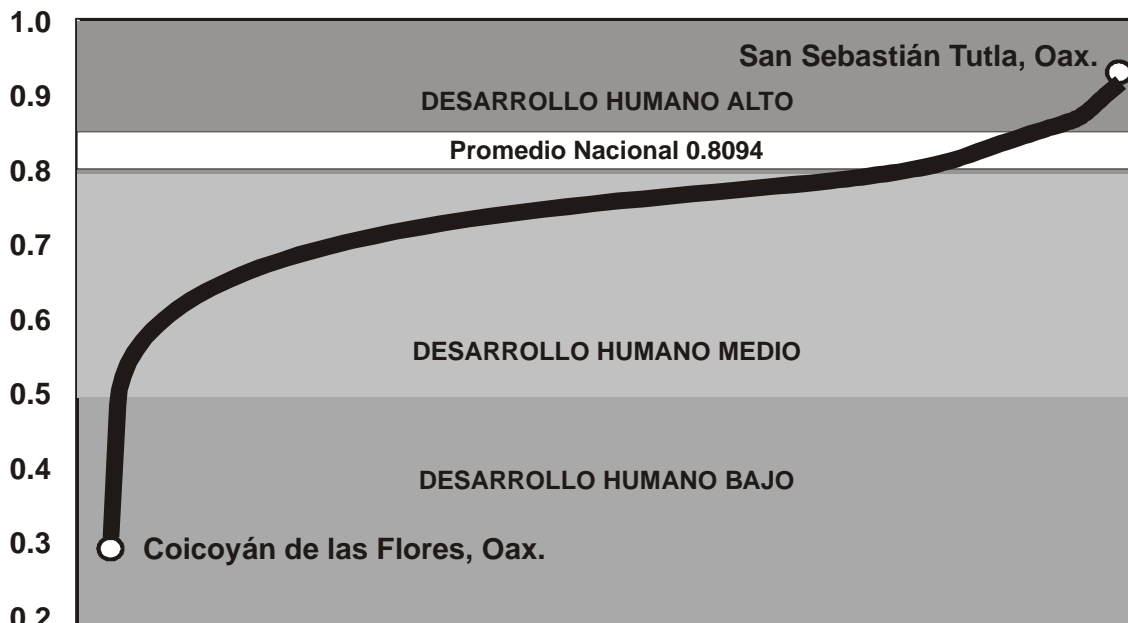 1.0
San Sebastián Tutla, Oax.
0.9
DESARROLLO HUMANO ALTO
Promedio Nacional 0.8094
0.8
0.7
0.6
DESARROLLO HUMANO MEDIO
0.5
0.4
DESARROLLO HUMANO BAJO
0.3
Coicoyán de las Flores, Oax.
0.2